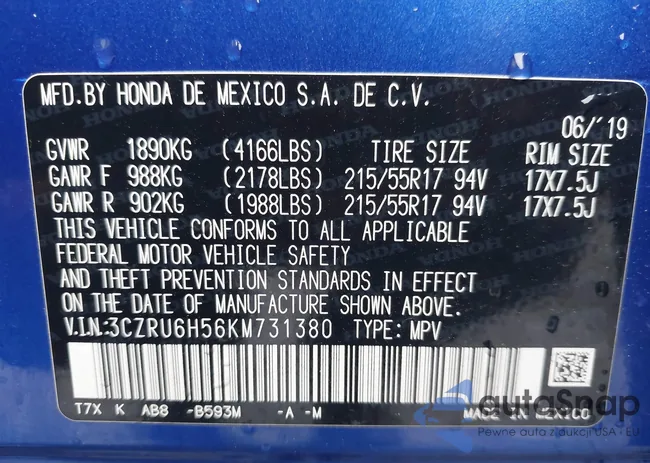 MFD.BY HONDA DE MEXICO S.A. DE C.V.
06/'19
GVWR 1890KG (4166LBS) TIRE SIZE RIM SIZE
GAWR F 988KG (2178LBS) 215/55R17 94V 17X7.5J
GAWR R 902KG (1988LBS) 215/55R17 94V 17X7.5J
THIS VEHICLE CONFORMS TO ALL APPLICABLE
FEDERAL MOTOR VEHICLE SAFETY
AND THEFT PREVENTION STANDARDS IN EFFECT
ON THE DATE OF MANUFACTURE SHOWN ABOVE.
V.I.N:3CZRU6H56KM731380 TYPE: MPV
T7X K AB8 -B593M -A -M MADE IN MEXICO
autoSnap
Pewne auta z aukcji USA - EU